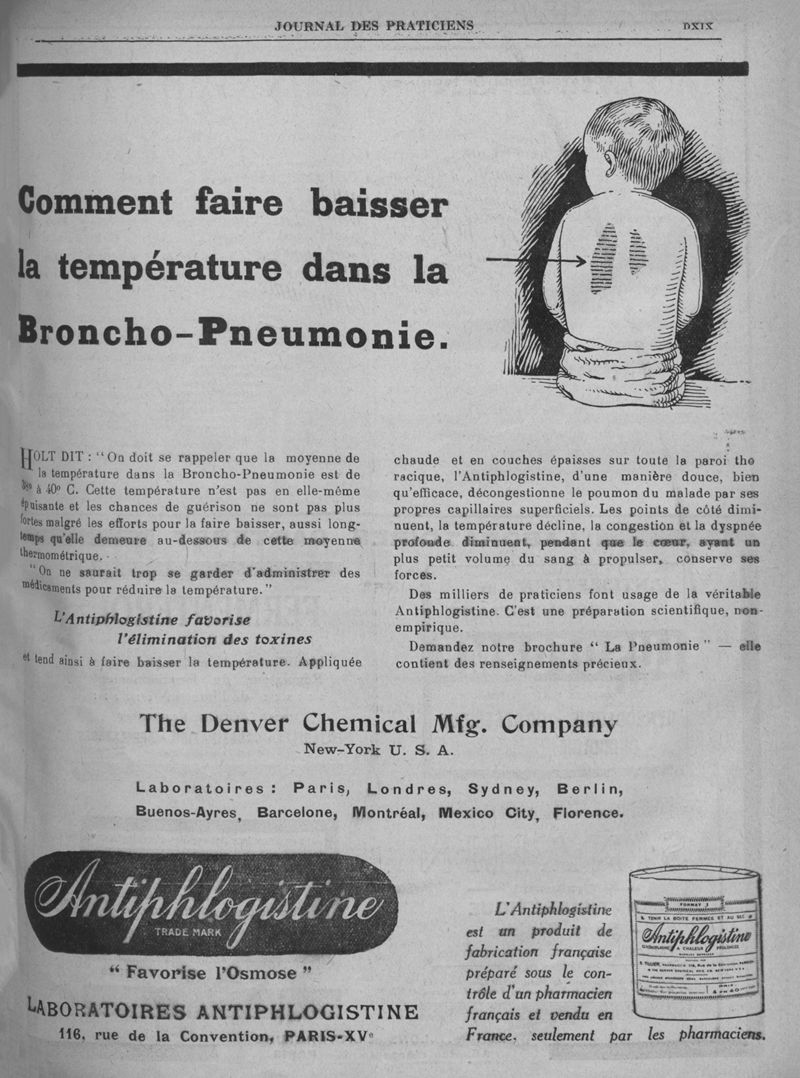 JOURNAL DES PRATICIENS DXIX
Comment faire baisser
la température dans la
Broncho-Pneumonie.
HOLT DIT : “On doit se rappeler que la moyenne de
la température dans la Broncho-Pneumonie est de
à 40º C. Cette température n'est pas en elle-même
épuisante et les chances de guérison ne sont pas plus
fortes malgré les efforts pour la faire baisser, aussi long-
temps qu'elle demeure au-dessous de cette moyenne
thermométrique.
“On ne saurait trop se garder d'administrer des
médicaments pour réduire la température.”
L'Antiphlogistine favorise
l'élimination des toxines
et tend ainsi à faire baisser la température. Appliquée
chaude et en couches épaisses sur toute la paroi tho
racique, l'Antiphlogistine, d'une manière douce, bien
qu'efficace, décongestionne le poumon du malade par ses
propres capillaires superficiels. Les points de côté dimi-
nuent, la température décline, la congestion et la dyspnée
profonde diminuent, pendant que le cœur, ayant un
plus petit volume du sang à propulser, conserve ses
forces.
Des milliers de praticiens font usage de la véritable
Antiphlogistine. C'est une préparation scientifique, non-
empirique.
Demandez notre brochure “ La Pneumonie ” — elle
contient des renseignements précieux.
The Denver Chemical Mfg. Company
New-York U. S. A.
Laboratoires : Paris, Londres, Sydney, Berlin,
Buenos-Ayres, Barcelone, Montréal, Mexico City, Florence.
Antiphlogistine
TRADE MARK
“ Favorise l'Osmose ”
LABORATOIRES ANTIPHLOGISTINE
116, rue de la Convention, PARIS-XVe
L'Antiphlogistine
est un produit de
fabrication française
préparé sous le con-
trôle d'un pharmacien
français et vendu en
France, seulement par les pharmaciens.
FORMAT
TENIR LA BOITE FERMÉE ET AU SEC
Antiphlogistine